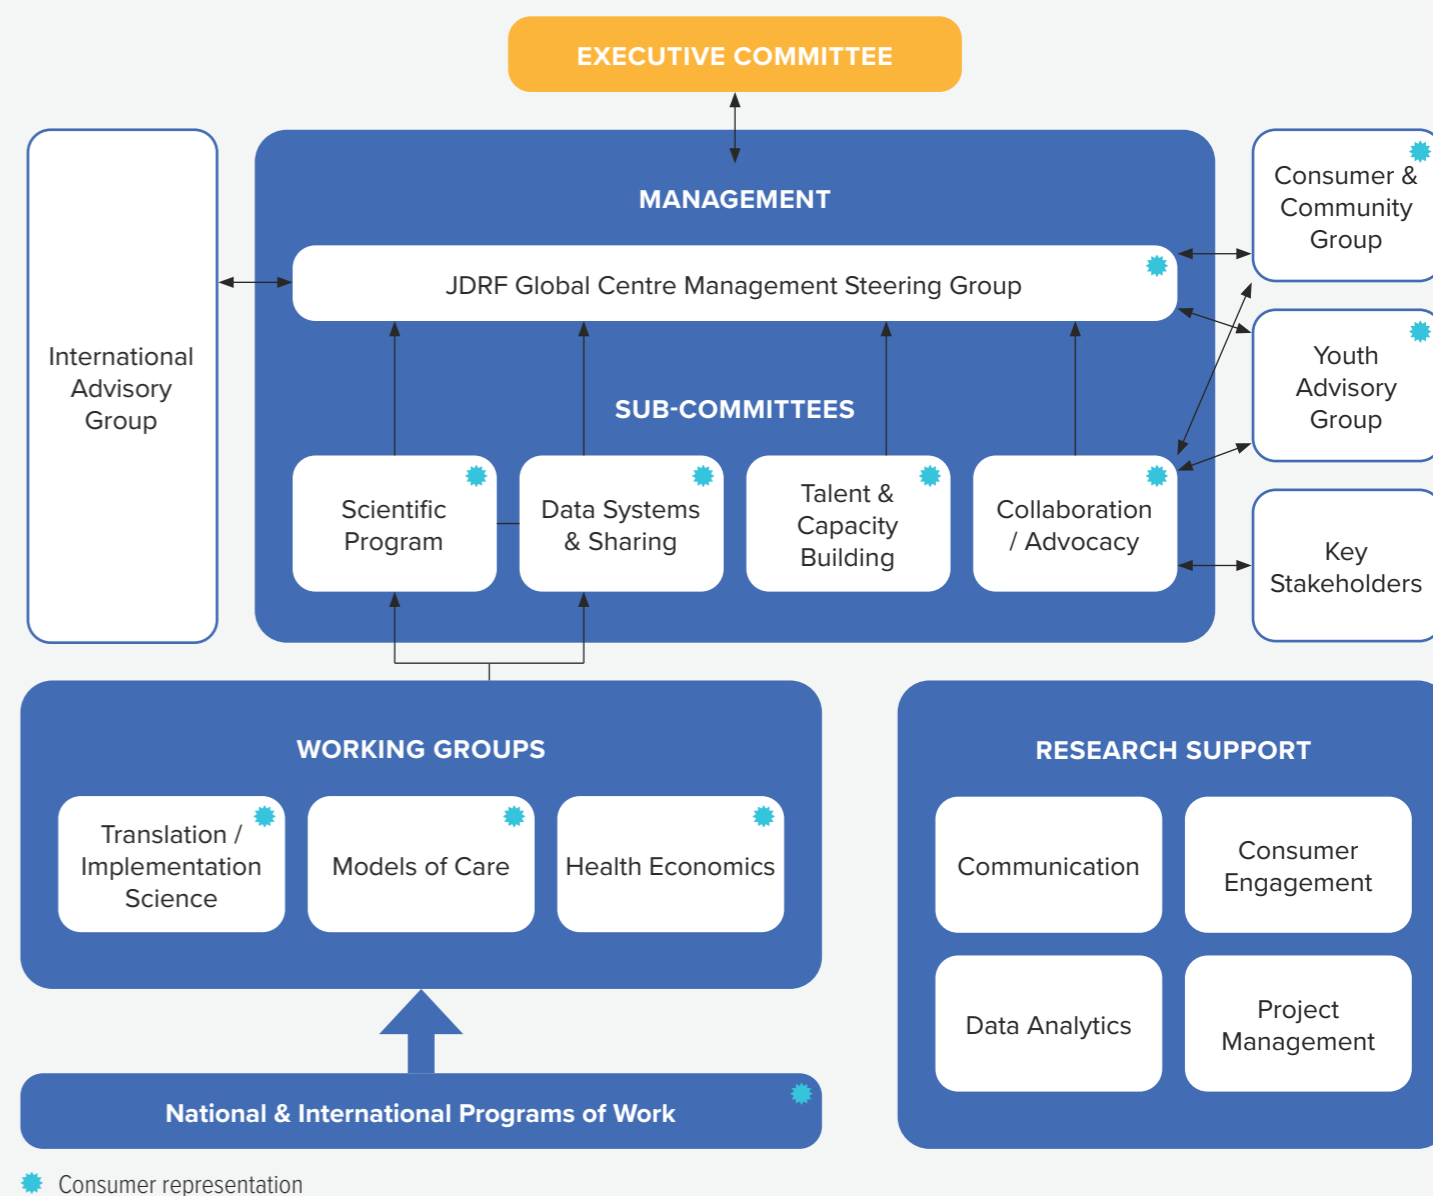 EXECUTIVE COMMITTEE
MANAGEMENT
JDRF Global Centre Management Steering Group
International
Advisory
Group
SUB-COMMITTEES
Scientific
Program
Data Systems
& Sharing
Talent &
Capacity
Building
Collaboration
/ Advocacy
Consumer &
Community
Group
Youth
Advisory
Group
Key
Stakeholders
WORKING GROUPS
Translation /
Implementation
Science
Models of Care
Health Economics
National & International Programs of Work
RESEARCH SUPPORT
Communication
Consumer
Engagement
Data Analytics
Project
Management
Consumer representation